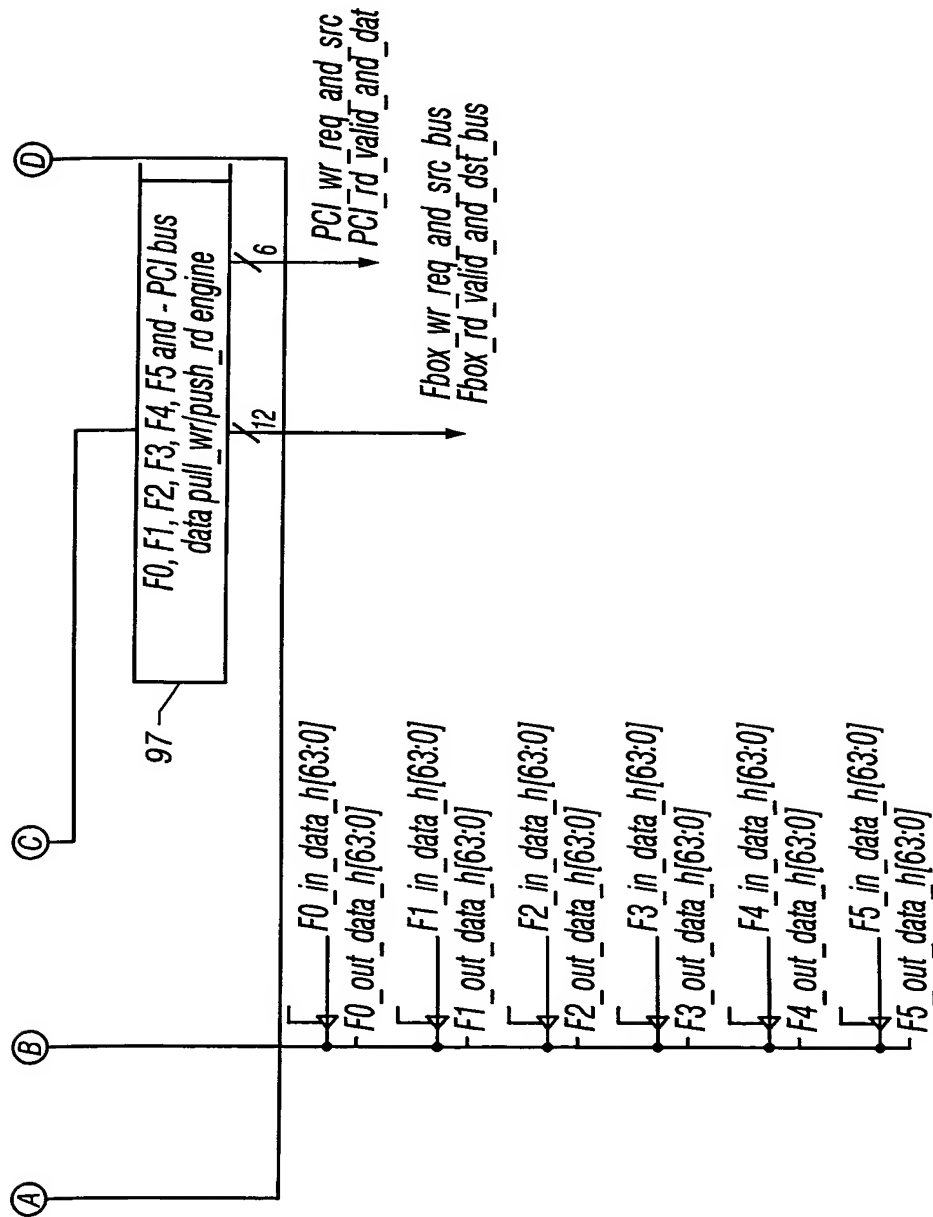 A
B
C
D
97
F0, F1, F2, F3, F4, F5 and - PCI bus
data pull_wr/push_rd engine
6
12
PCI_wr_req_and_src
PCI_rd_valid_and_dat
Fbox_wr_req_and_src_bus
Fbox_rd_valid_and_dst_bus
F0_in_data_h[63:0]
F0_out_data_h[63:0]
F1_in_data_h[63:0]
F1_out_data_h[63:0]
F2_in_data_h[63:0]
F2_out_data_h[63:0]
F3_in_data_h[63:0]
F3_out_data_h[63:0]
F4_in_data_h[63:0]
F4_out_data_h[63:0]
F5_in_data_h[63:0]
F5_out_data_h[63:0]